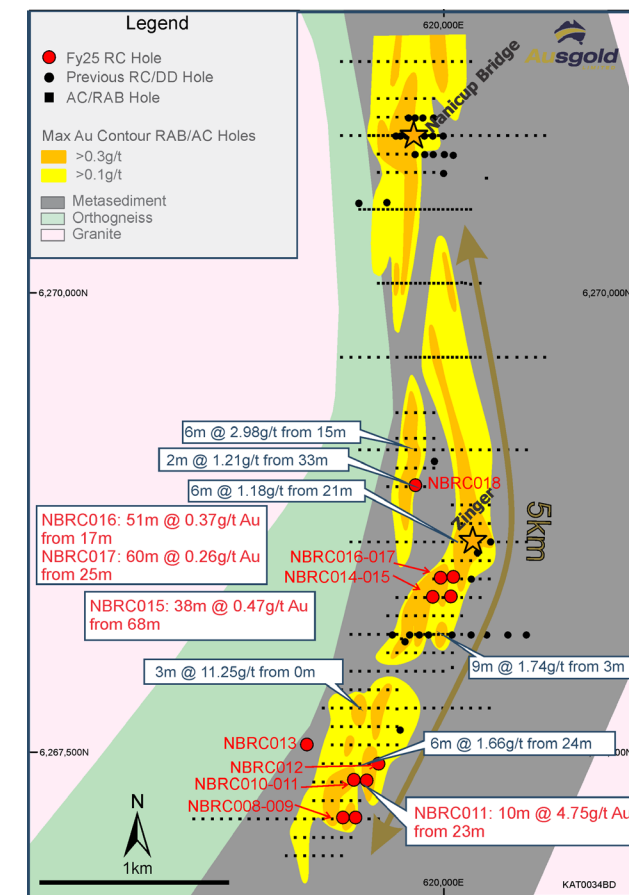 Legend
Fy25 RC Hole
Previous RC/DD Hole
AC/RAB Hole
Max Au Contour RAB/AC Holes
>0.3g/t
>0.1g/t
Metasediment
Orthogneiss
Granite
620,000E
Ausgold
Nanicup Bridge
6,270,000N
6,270,000N
6m @ 2.98g/t from 15m
2m @ 1.21g/t from 33m
NBRC018
6m @ 1.18g/t from 21m
Zinger
5km
NBRC016: 51m @ 0.37g/t Au
from 17m
NBRC017: 60m @ 0.26g/t Au
from 25m
NBRC016-017
NBRC014-015
NBRC015: 38m @ 0.47g/t Au
from 68m
9m @ 1.74g/t from 3m
3m @ 11.25g/t from 0m
NBRC013
6m @ 1.66g/t from 24m
6,267,500N
6,267,500N
NBRC012
NBRC010-011
NBRC008-009
NBRC011: 10m @ 4.75g/t Au
from 23m
N
1km
620,000E
KAT0034BD